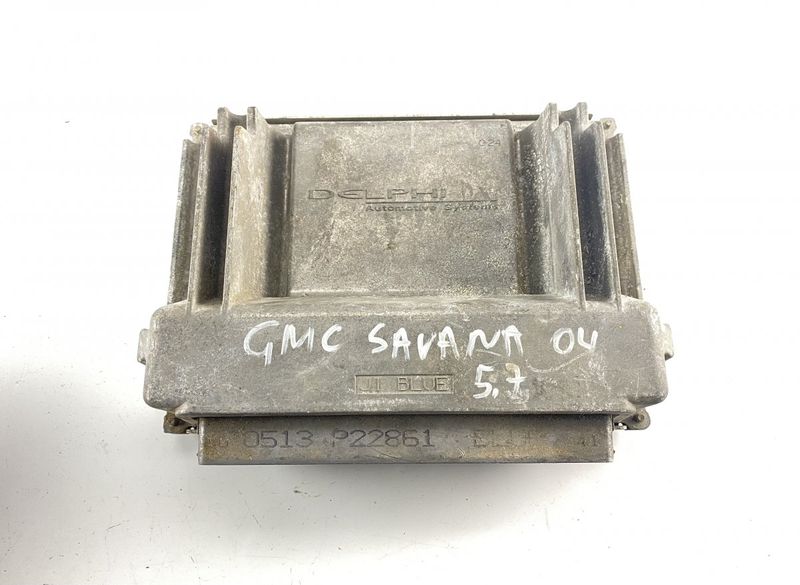 DELPHI
Automotive Systems
GMC SAVANA 04
J1 BLUE
5.7
0513 P22861